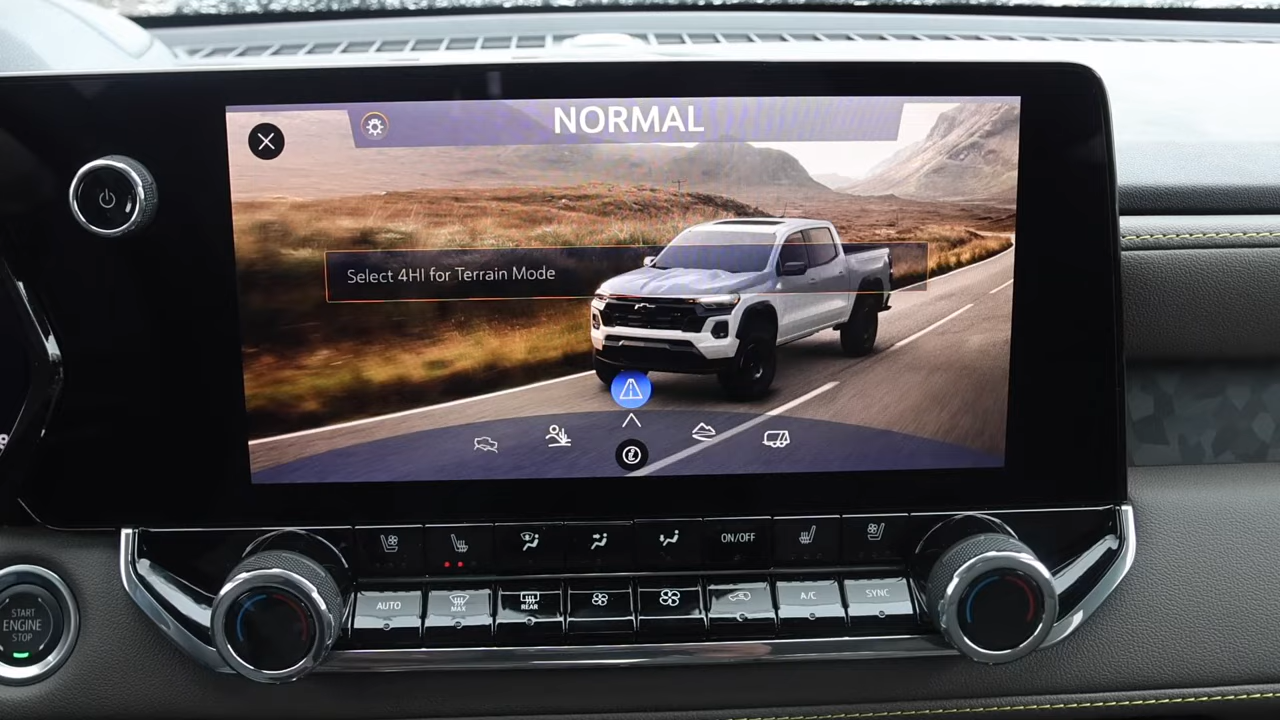 NORMAL
Select 4HI for Terrain Mode
ON/OFF
AUTO
MAX
REAR
A/C
SYNC
START
ENGINE
STOP